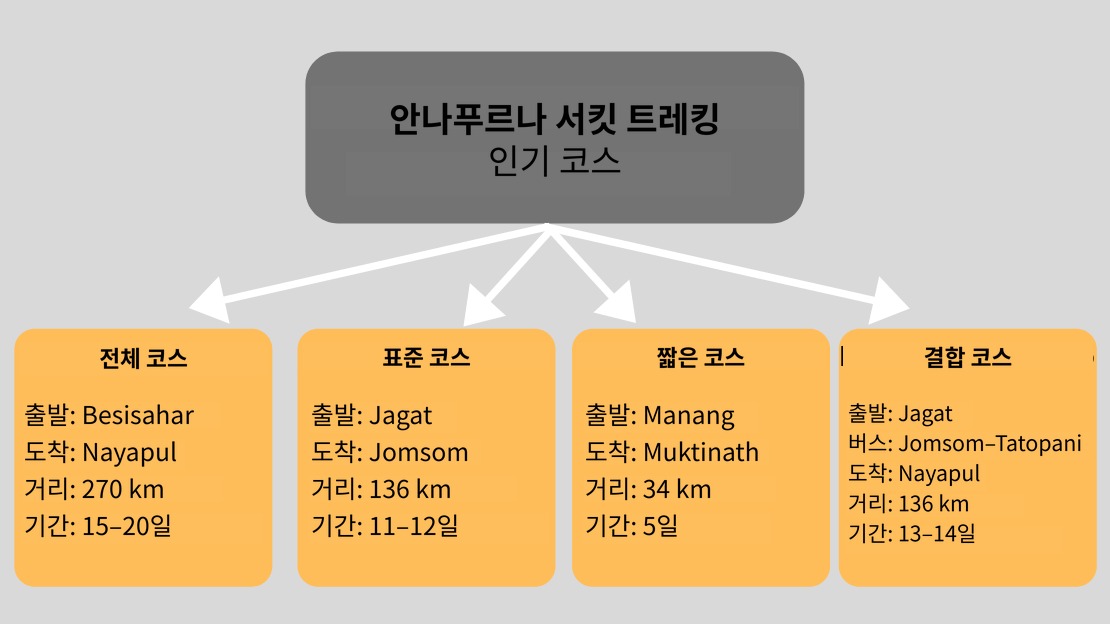 안나푸르나 서킷 트레킹
인기 코스
전체 코스
출발: Besisahar
도착: Nayapul
거리: 270 km
기간: 15–20일
표준 코스
출발: Jagat
도착: Jomsom
거리: 136 km
기간: 11–12일
짧은 코스
출발: Manang
도착: Muktinath
거리: 34 km
기간: 5일
결합 코스
출발: Jagat
버스: Jomsom–Tatopani
도착: Nayapul
거리: 136 km
기간: 13–14일